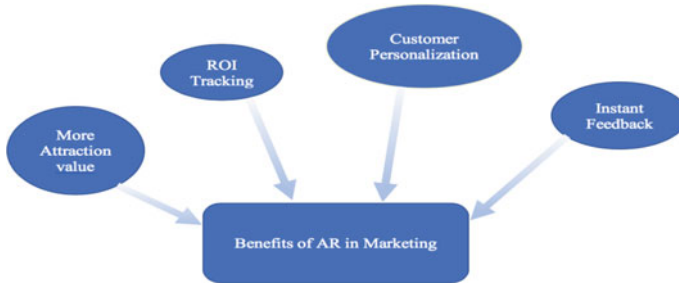 Customer
Personalization
ROI
Tracking
Instant
Feedback
More
Attraction
value
Benefits of AR in Marketing